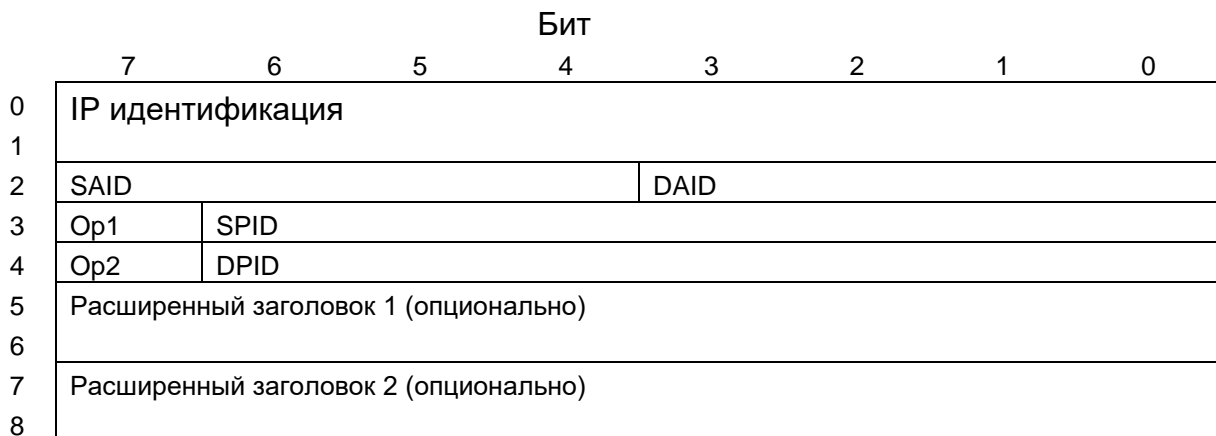 Бит
7 6 5 4 3 2 1 0
0 IP идентификация
1
2 SAID DAID
3 Op1 SPID
4 Op2 DPID
5 Расширенный заголовок 1 (опционально)
6
7 Расширенный заголовок 2 (опционально)
8